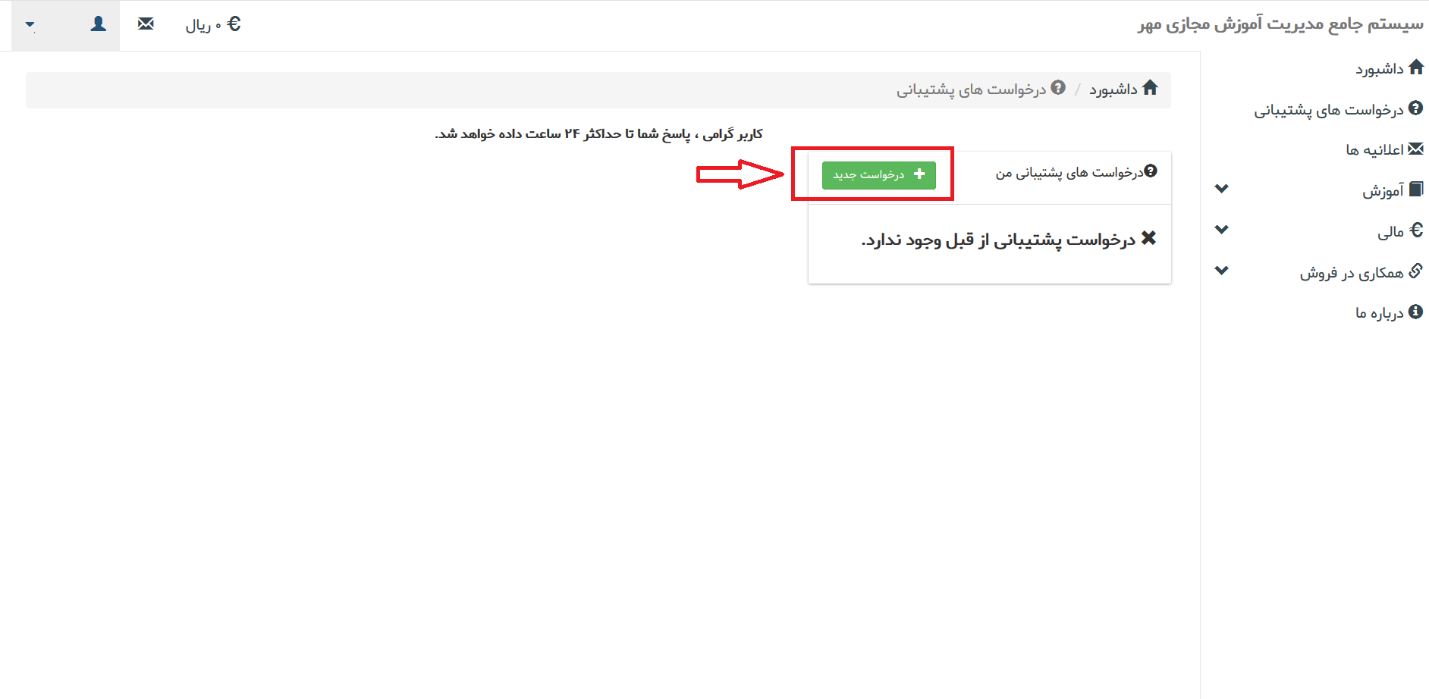 سیستم جامع مدیریت آموزش مجازی مهر
۰ ریال
داشبورد
درخواست های پشتیبانی
اعلانیه ها
آموزش
مالی
همکاری در فروش
درباره ما
داشبورد / درخواست های پشتیبانی
کاربر گرامی ، پاسخ شما تا حداکثر ۲۴ ساعت داده خواهد شد.
درخواست های پشتیبانی من
درخواست جدید
درخواست پشتیبانی از قبل وجود ندارد.